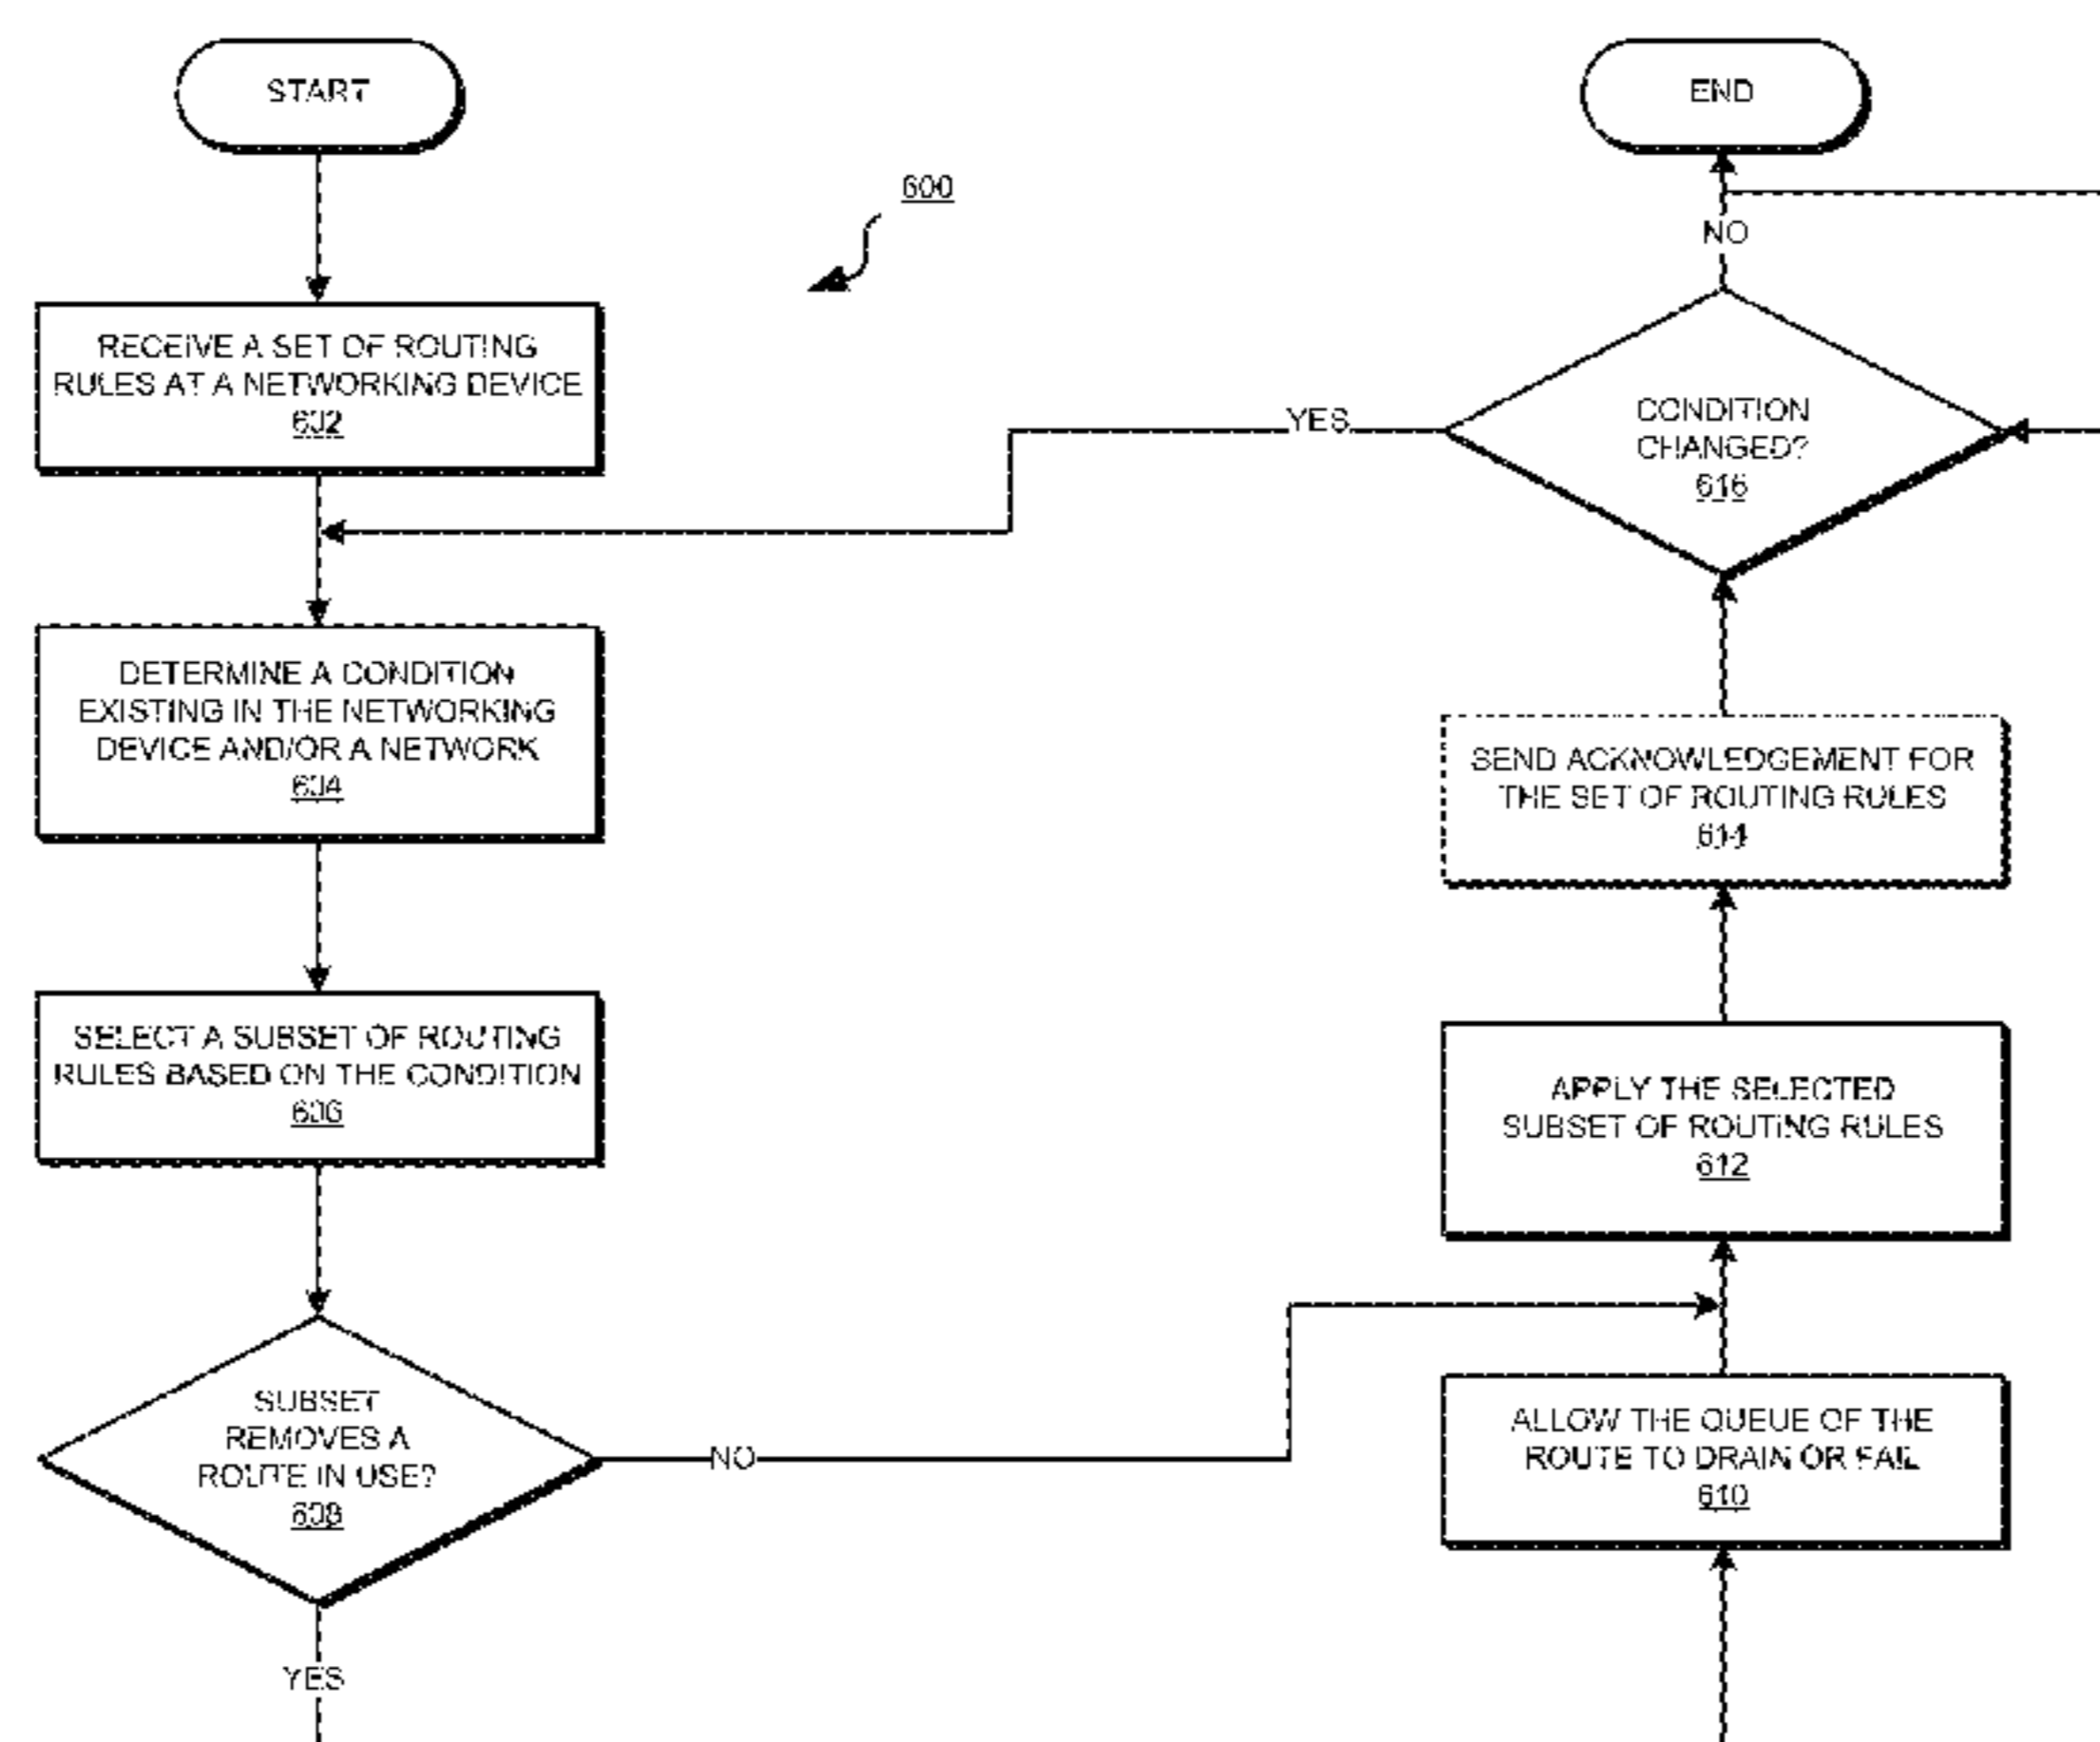 START
600
RECEIVE A SET OF ROUTING
RULES AT A NETWORKING DEVICE
602
DETERMINE A CONDITION
EXISTING IN THE NETWORKING
DEVICE AND/OR A NETWORK
604
SELECT A SUBSET OF ROUTING
RULES BASED ON THE CONDITION
606
SUBSET
REMOVES A
ROUTE IN USE?
608
NO
YES
END
NO
CONDITION
CHANGED?
616
YES
SEND ACKNOWLEDGEMENT FOR
THE SET OF ROUTING RULES
614
APPLY THE SELECTED
SUBSET OF ROUTING RULES
612
ALLOW THE QUEUE OF THE
ROUTE TO DRAIN OR FAIL
610